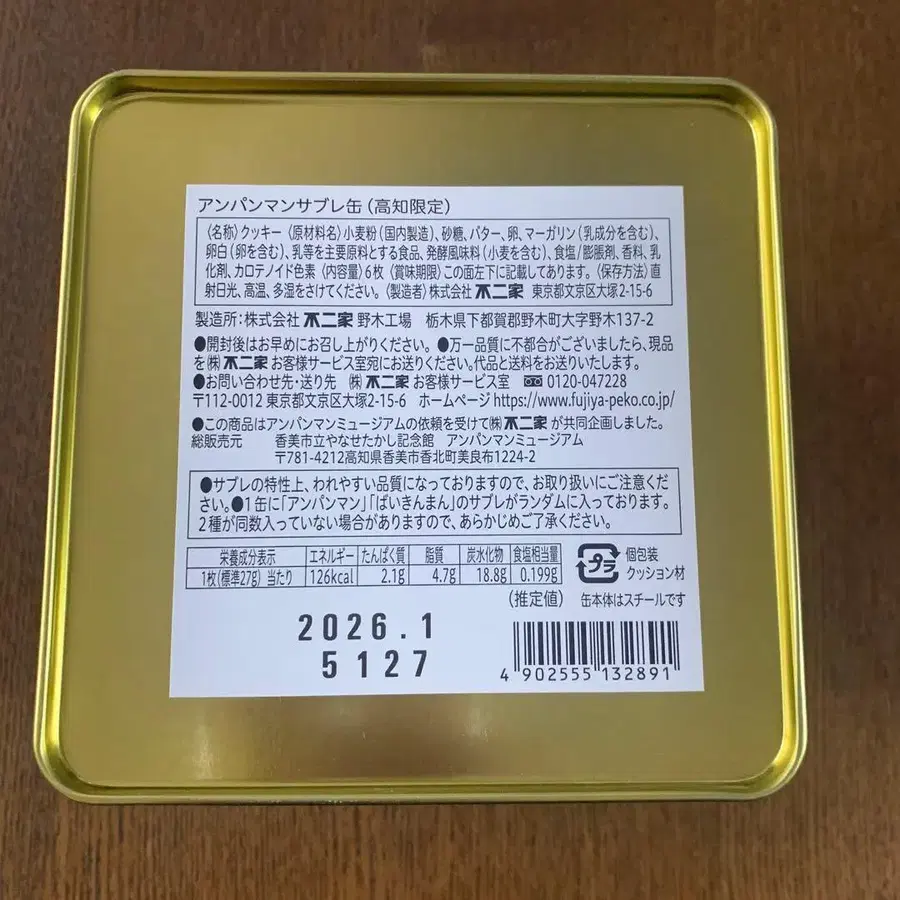 アンパンマンサブレ缶（高知限定）
〈名称〉クッキー〈原材料名〉小麦粉（国内製造）、砂糖、バター、卵、マーガリン（乳成分を含む）、
卵白（卵を含む）、乳等を主要原料とする食品、発酵風味料（小麦を含む）、食塩/膨脹剤、香料、乳
化剤、カロテノイド色素〈内容量〉6枚〈賞味期限〉この面左下に記載してあります。〈保存方法〉直
射日光、高温、多湿をさけてください。〈製造者〉株式会社 不二家 東京都文京区大塚2-15-6
製造所：株式会社 不二家 野木工場 栃木県下都賀郡野木町大字野木137-2
●開封後はお早めにお召し上がりください。●万一品質に不都合がございましたら、現品
を㈱不二家お客様サービス室宛にお送りください。代品と送料をお送りいたします。
●お問い合わせ先・送り先 ㈱不二家お客様サービス室 0120-047228
〒112-0012 東京都文京区大塚2-15-6 ホームページ https://www.fujiya-peko.co.jp/
●この商品はアンパンマンミュージアムの依頼を受けて㈱不二家が共同企画しました。
総販売元 香美市立やなせたかし記念館 アンパンマンミュージアム
〒781-4212高知県香美市香北町美良布1224-2
●サブレの特性上、われやすい品質になっておりますので、お取り扱いにご注意くだ
さい。●1缶に「アンパンマン」「ばいきんまん」のサブレがランダムに入っております。
2種が同数入っていない場合がありますので、あらかじめご了承ください。
栄養成分表示 エネルギー たんぱく質 脂質 炭水化物 食塩相当量
1枚（標準27g）当たり 126kcal 2.1g 4.7g 18.8g 0.199g
（推定値）
プラ 個包装
クッション材
缶本体はスチールです
2026.1
5127
4 902555 132891